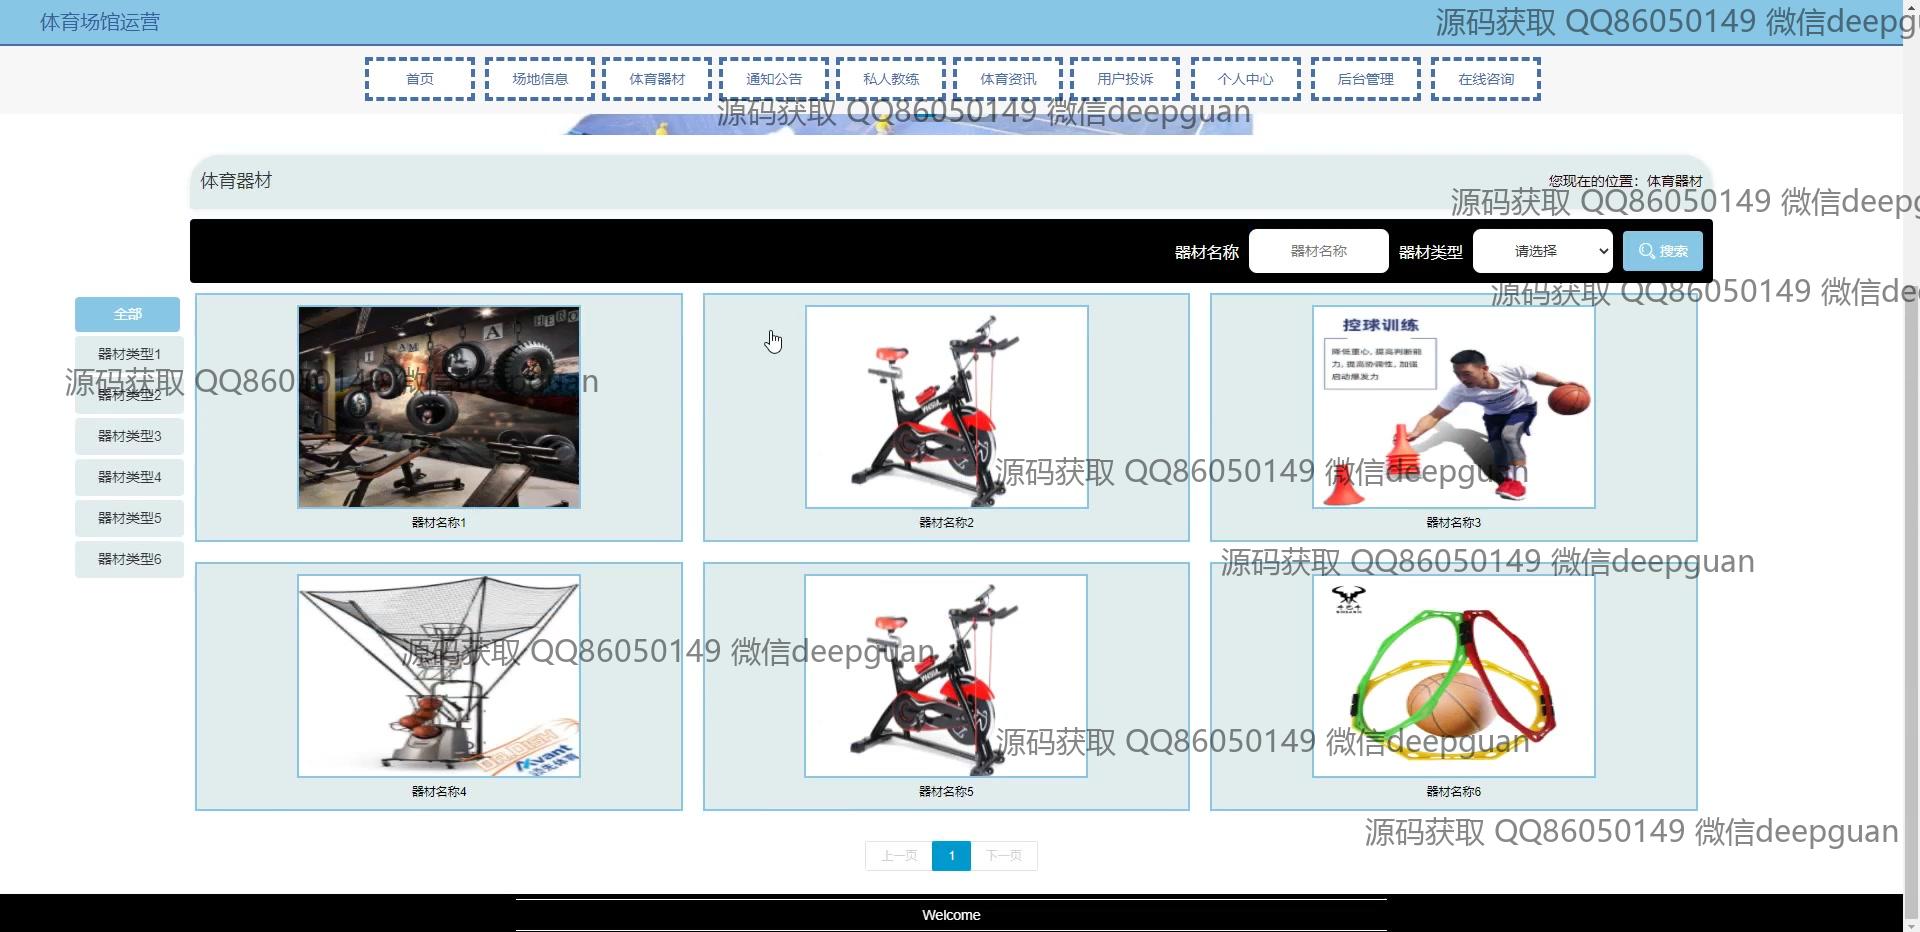 体育场馆运营
源码获取 QQ86050149 微信deepgu
首页 场地信息 体育器材 通知公告 私人教练 体育资讯 用户投诉 个人中心 后台管理 在线咨询
源码获取 QQ86050149 微信deepguan
体育器材
您现在的位置：体育器材
源码获取 QQ86050149 微信deepg
器材名称 器材名称 器材类型 请选择 搜索
源码获取 QQ86050149 微信de
全部
器材类型1
器材类型2
源码获取 QQ86050149 微信deepguan
器材类型3
器材类型4
器材类型5
器材类型6
I AM A HERO
控球训练
降低重心, 提高判断能
力, 提高协调性, 加强
启动爆发力
源码获取 QQ86050149 微信deepguan
器材名称1
器材名称2
器材名称3
源码获取 QQ86050149 微信deepguan
源码获取 QQ86050149 微信deepguan
源码获取 QQ86050149 微信deepguan
器材名称4
器材名称5
器材名称6
源码获取 QQ86050149 微信deepguan
上一页 1 下一页
Welcome